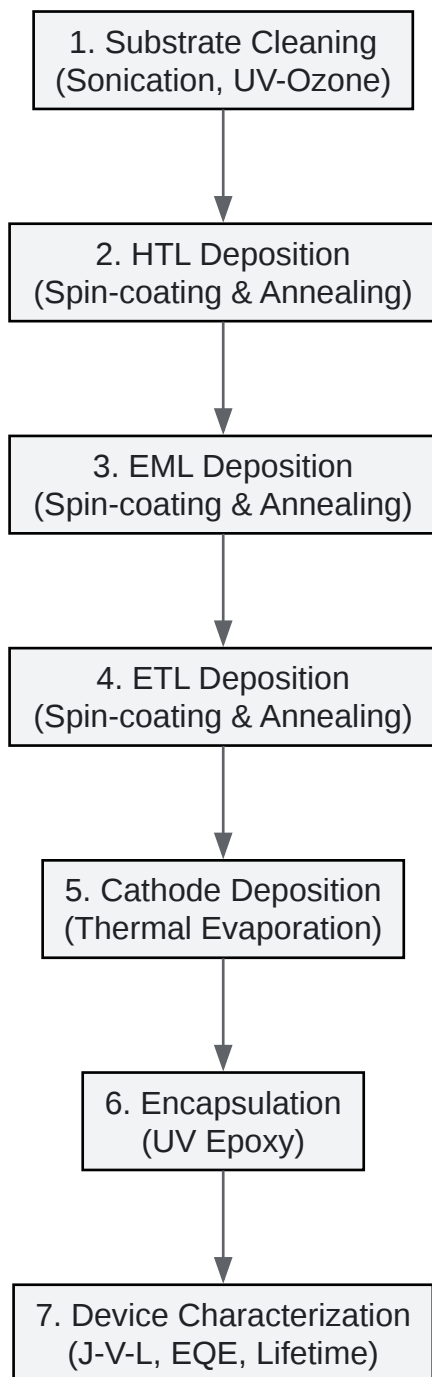 1. Substrate Cleaning
(Sonication, UV-Ozone)
2. HTL Deposition
(Spin-coating & Annealing)
3. EML Deposition
(Spin-coating & Annealing)
4. ETL Deposition
(Spin-coating & Annealing)
5. Cathode Deposition
(Thermal Evaporation)
6. Encapsulation
(UV Epoxy)
7. Device Characterization
(J-V-L, EQE, Lifetime)